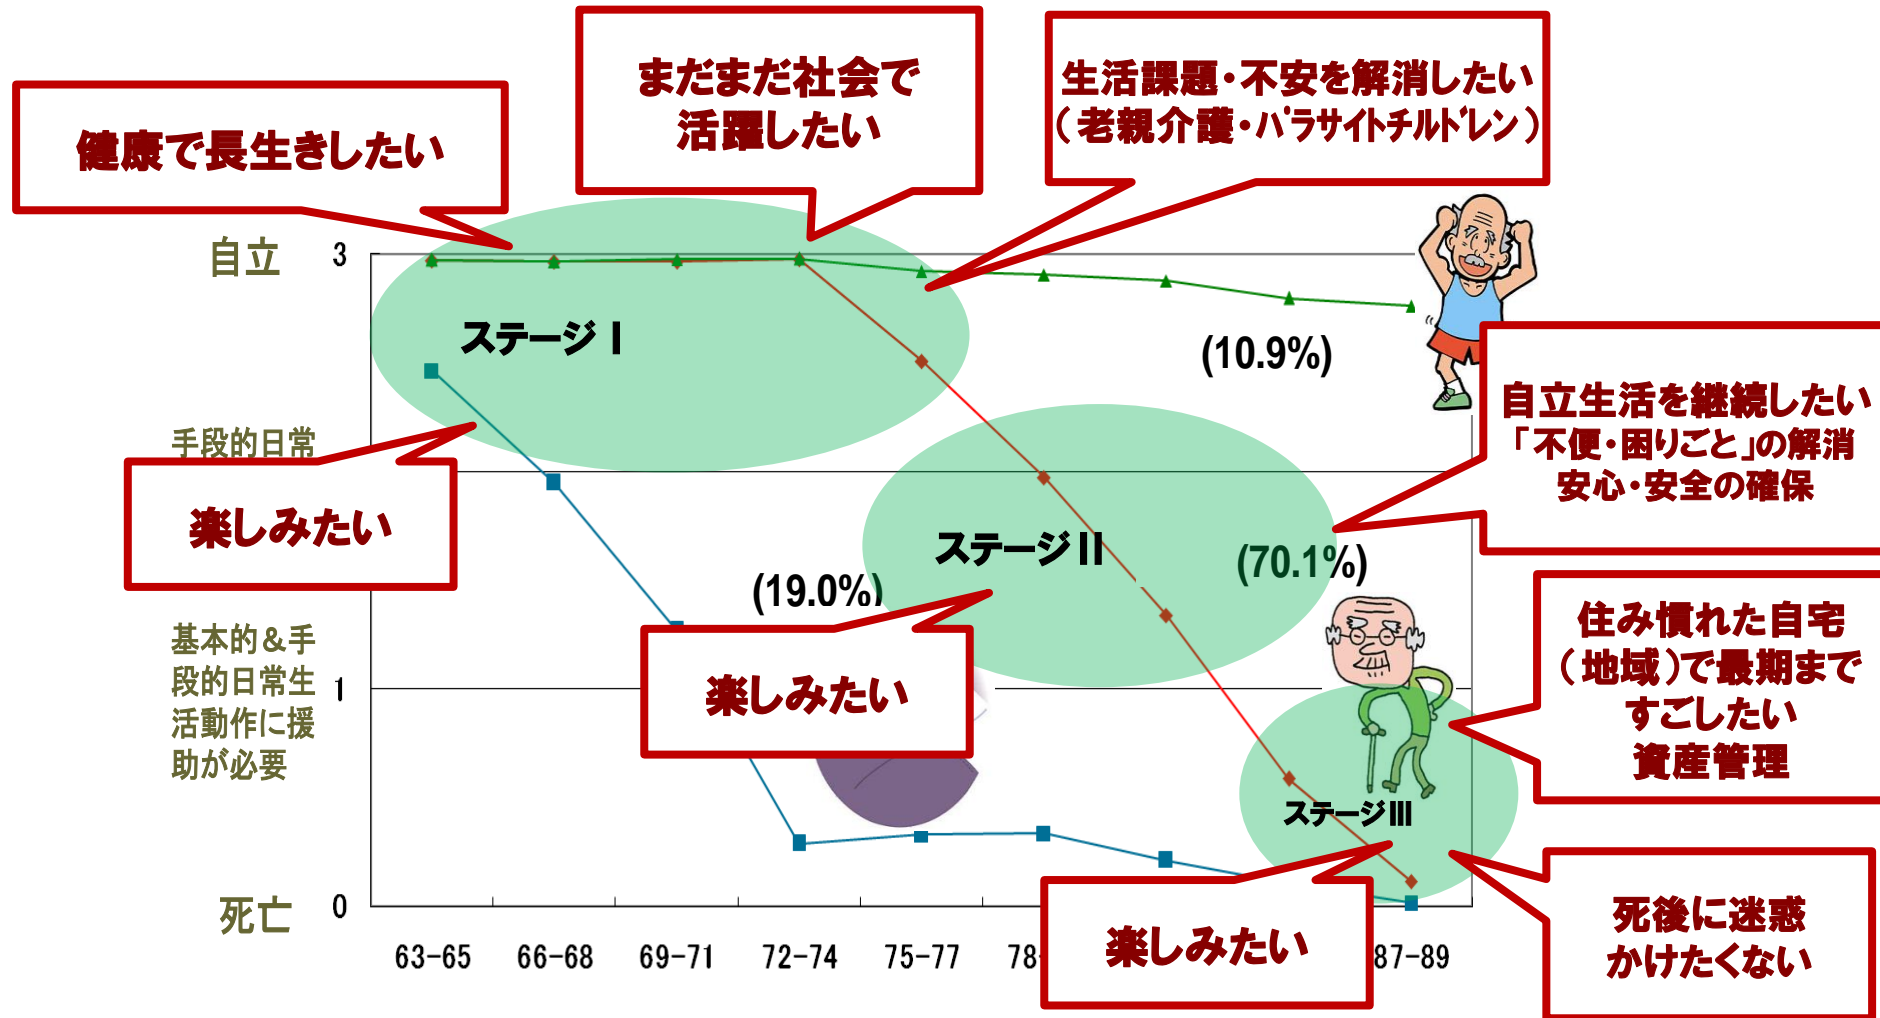 まだまだ社会で
活躍したい
生活課題・不安を解消したい
(老親介護・パラサイトチルドレン)
健康で長生きしたい
自立
3
ステージⅠ
(10.9%)
自立生活を継続したい
「不便・困りごと」の解消
安心・安全の確保
手段的日常
楽しみたい
ステージⅡ
(70.1%)
(19.0%)
住み慣れた自宅
(地域)で最期まで
すごしたい
資産管理
基本的&手
段的日常生
活動作に援
助が必要
1
楽しみたい
ステージⅢ
死亡
0
死後に迷惑
かけたくない
楽しみたい
63-65 66-68 69-71 72-74 75-77 78- 87-89